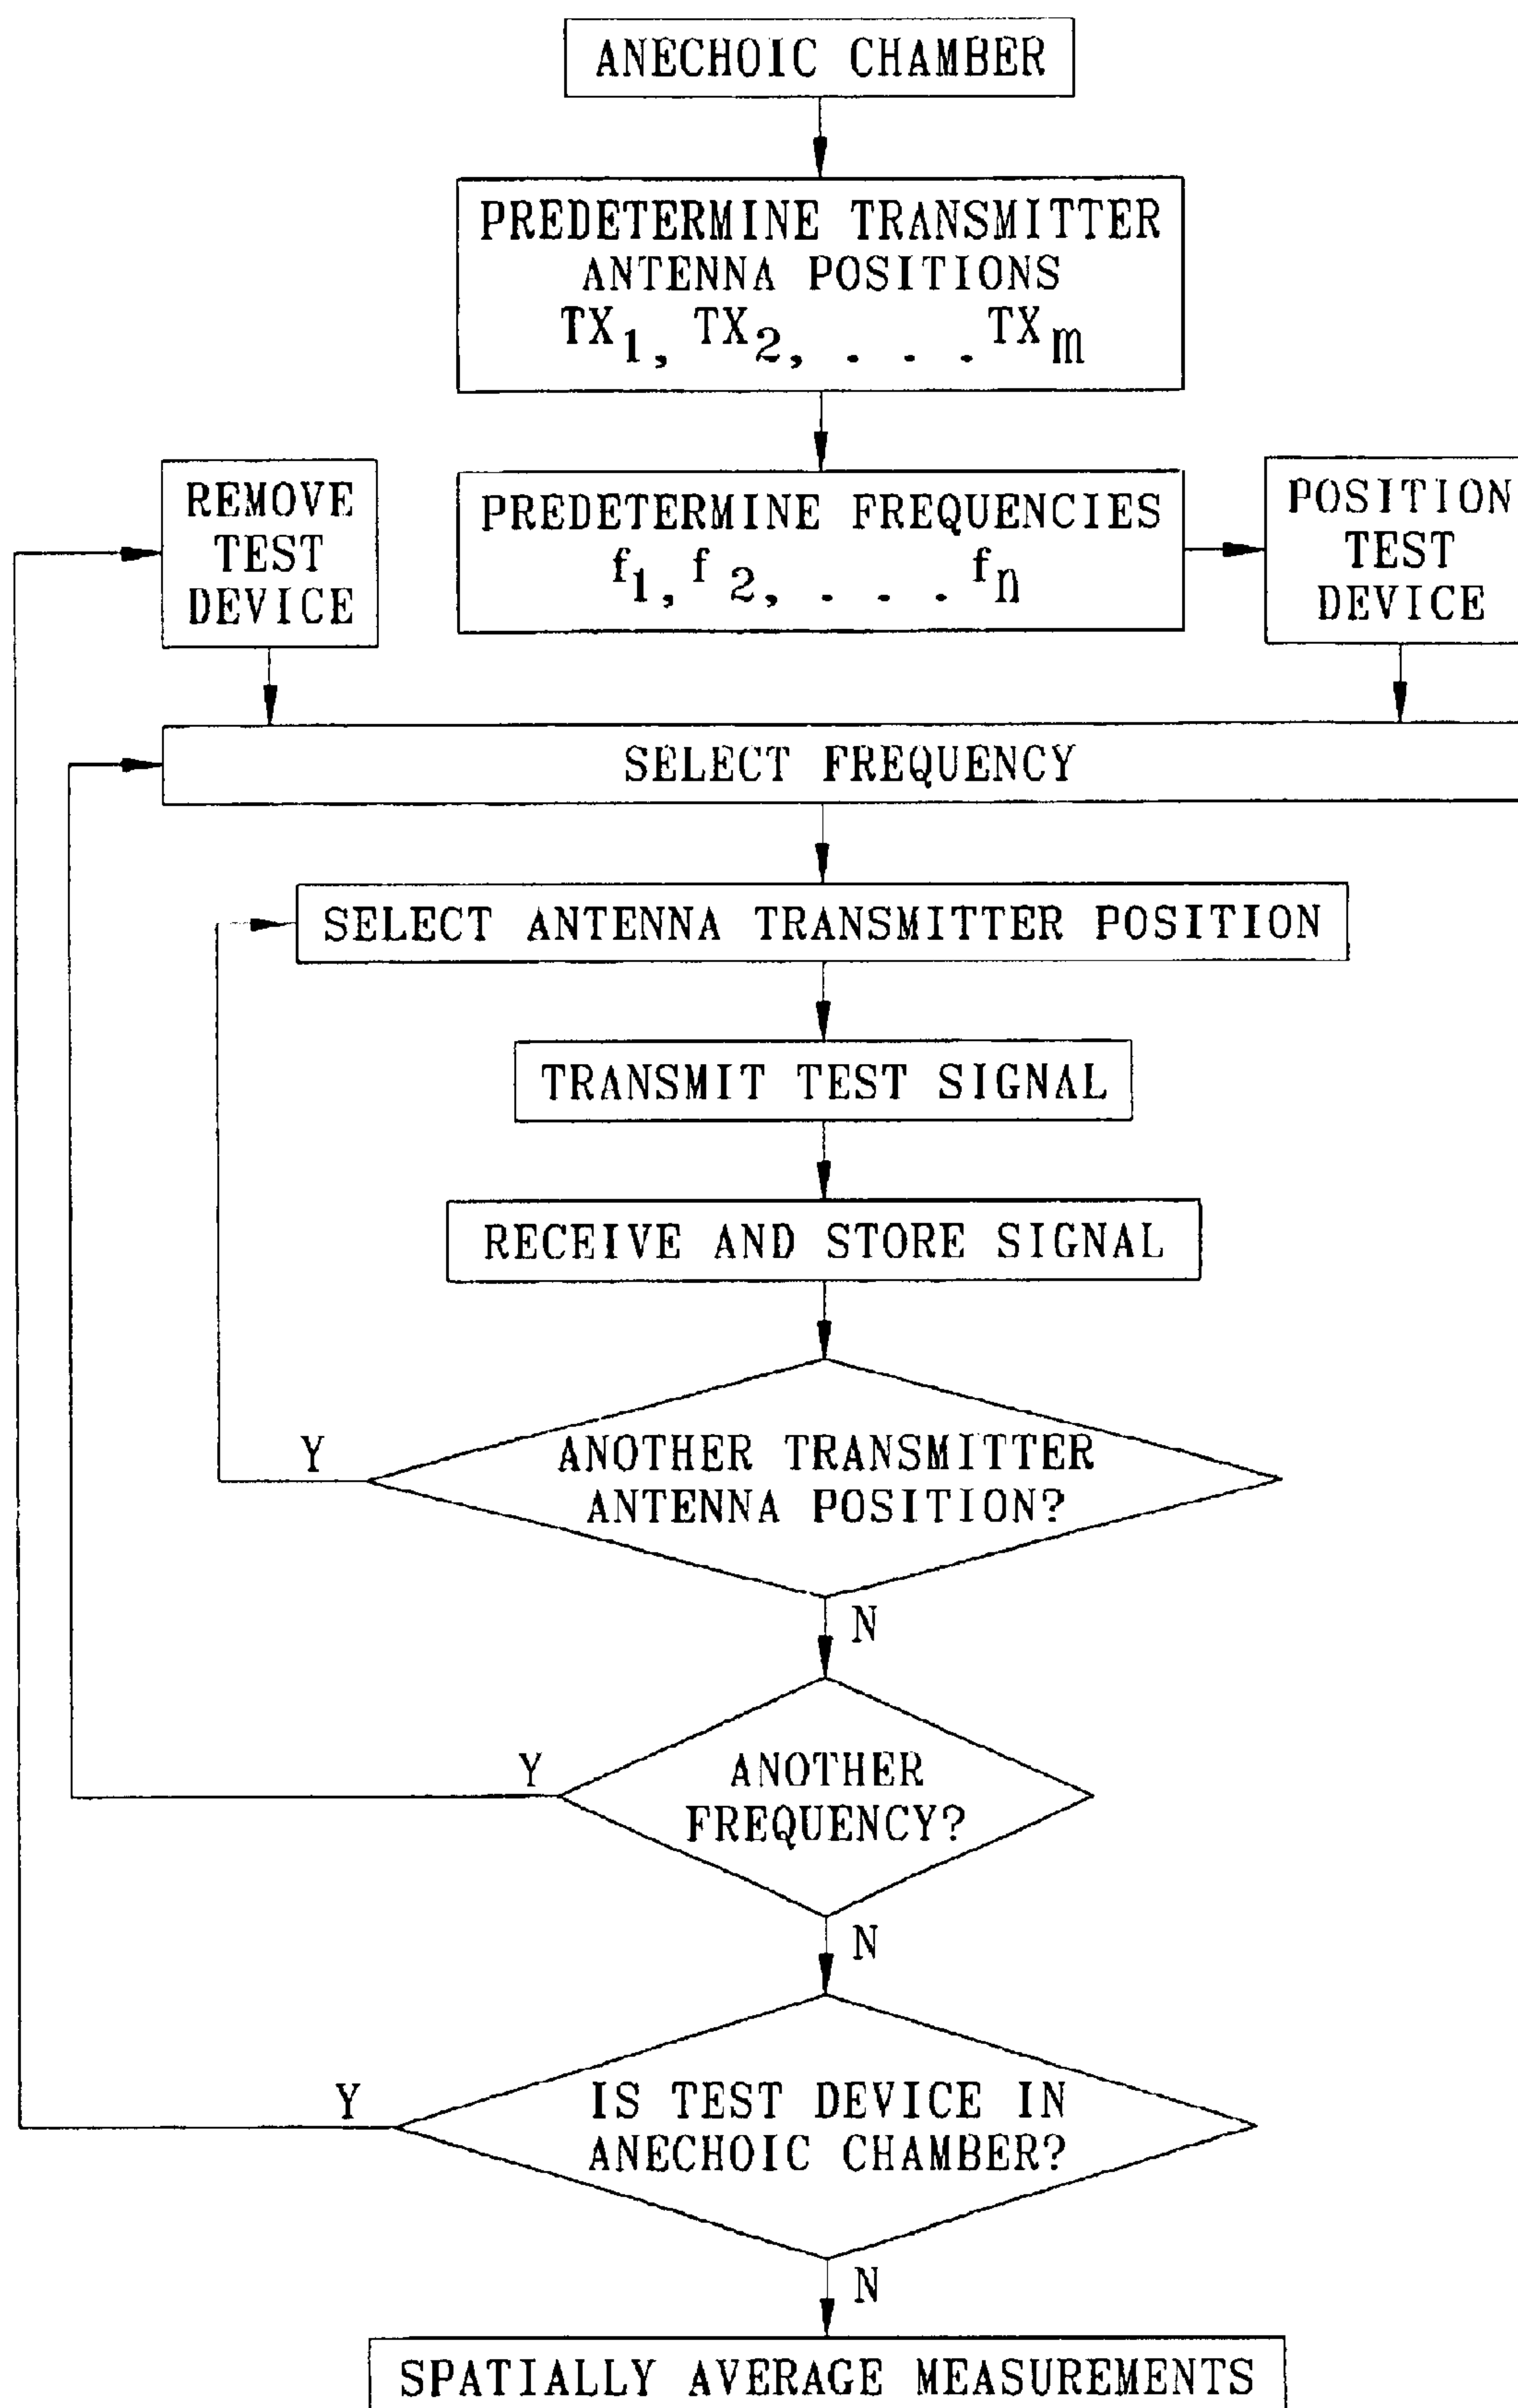 ANECHOIC CHAMBER
PREDETERMINE TRANSMITTER
ANTENNA POSITIONS
TX1, TX2, . . . TXm
REMOVE
TEST
DEVICE
PREDETERMINE FREQUENCIES
f1, f2, . . . fn
POSITION
TEST
DEVICE
SELECT FREQUENCY
SELECT ANTENNA TRANSMITTER POSITION
TRANSMIT TEST SIGNAL
RECEIVE AND STORE SIGNAL
Y
ANOTHER TRANSMITTER
ANTENNA POSITION?
N
Y
ANOTHER
FREQUENCY?
N
Y
IS TEST DEVICE IN
ANECHOIC CHAMBER?
N
SPATIALLY AVERAGE MEASUREMENTS